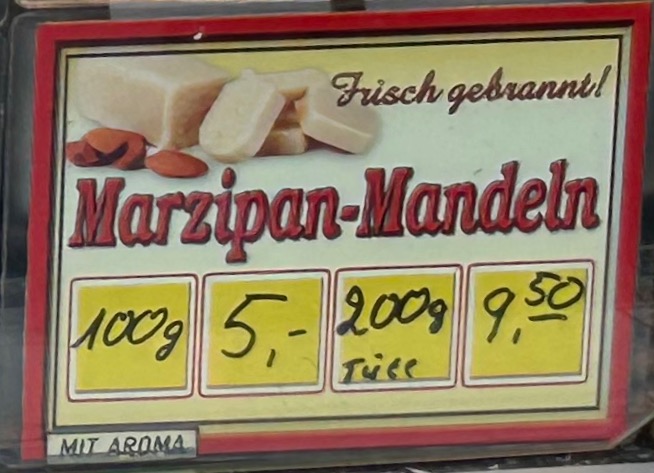 Frisch gebrannt!
Marzipan-Mandeln
100g 5,- 200g 9,50
Tüte
MIT AROMA